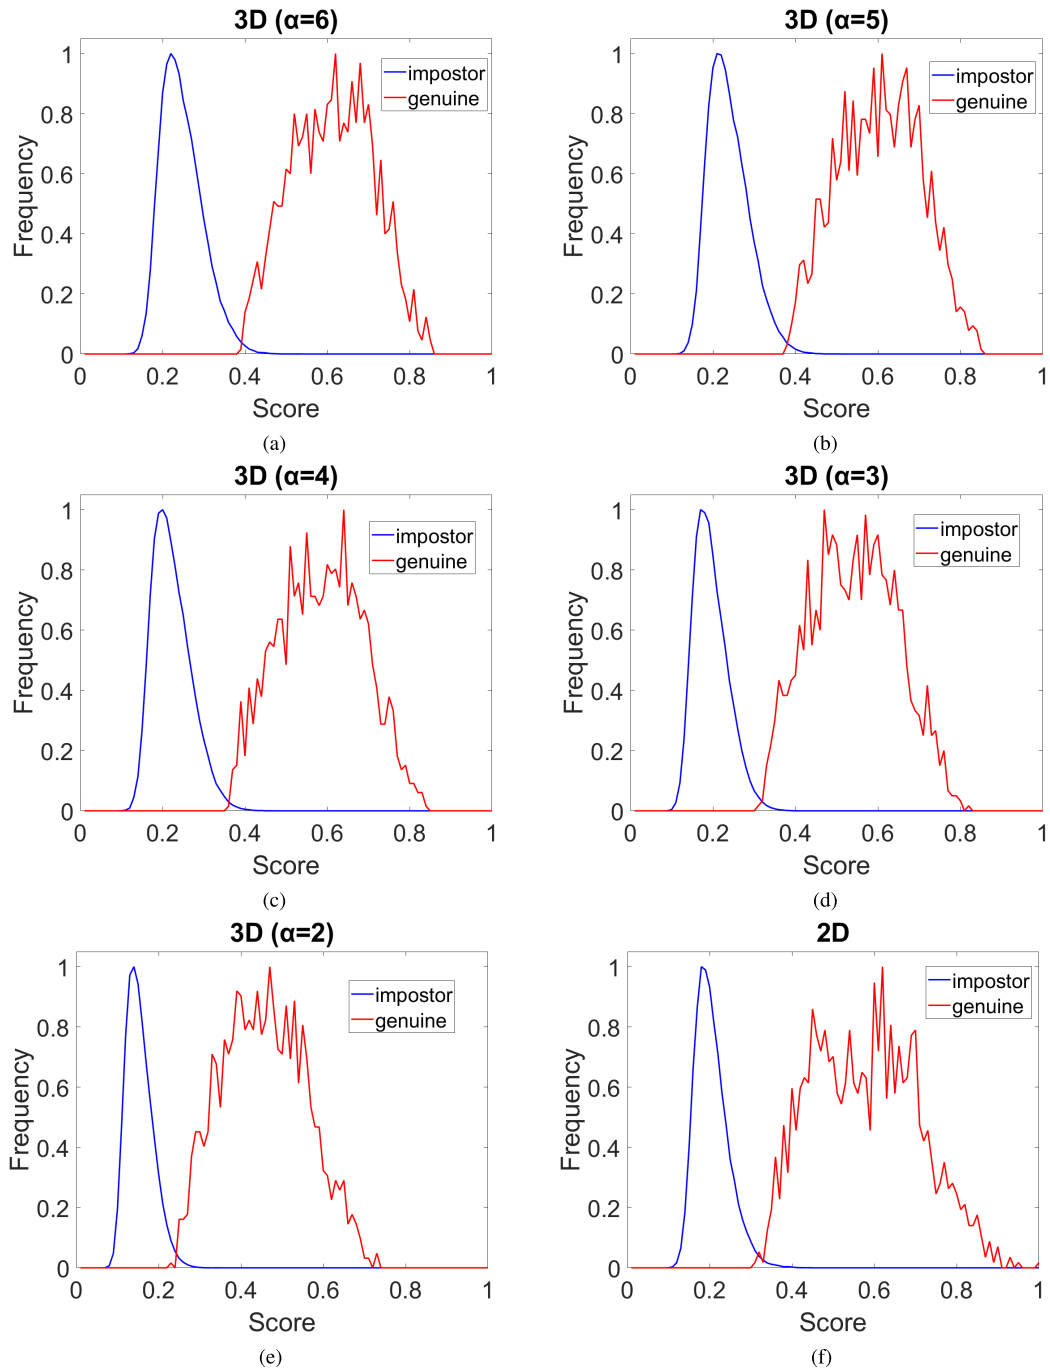 3D (α=6)
1
0.8
0.6
0.4
0.2
0
Frequency
impostor
genuine
0 0.2 0.4 0.6 0.8 1
Score
(a)
3D (α=5)
1
0.8
0.6
0.4
0.2
0
Frequency
impostor
genuine
0 0.2 0.4 0.6 0.8 1
Score
(b)
3D (α=4)
1
0.8
0.6
0.4
0.2
0
Frequency
impostor
genuine
0 0.2 0.4 0.6 0.8 1
Score
(c)
3D (α=3)
1
0.8
0.6
0.4
0.2
0
Frequency
impostor
genuine
0 0.2 0.4 0.6 0.8 1
Score
(d)
3D (α=2)
1
0.8
0.6
0.4
0.2
0
Frequency
impostor
genuine
0 0.2 0.4 0.6 0.8 1
Score
(e)
2D
1
0.8
0.6
0.4
0.2
0
Frequency
impostor
genuine
0 0.2 0.4 0.6 0.8 1
Score
(f)